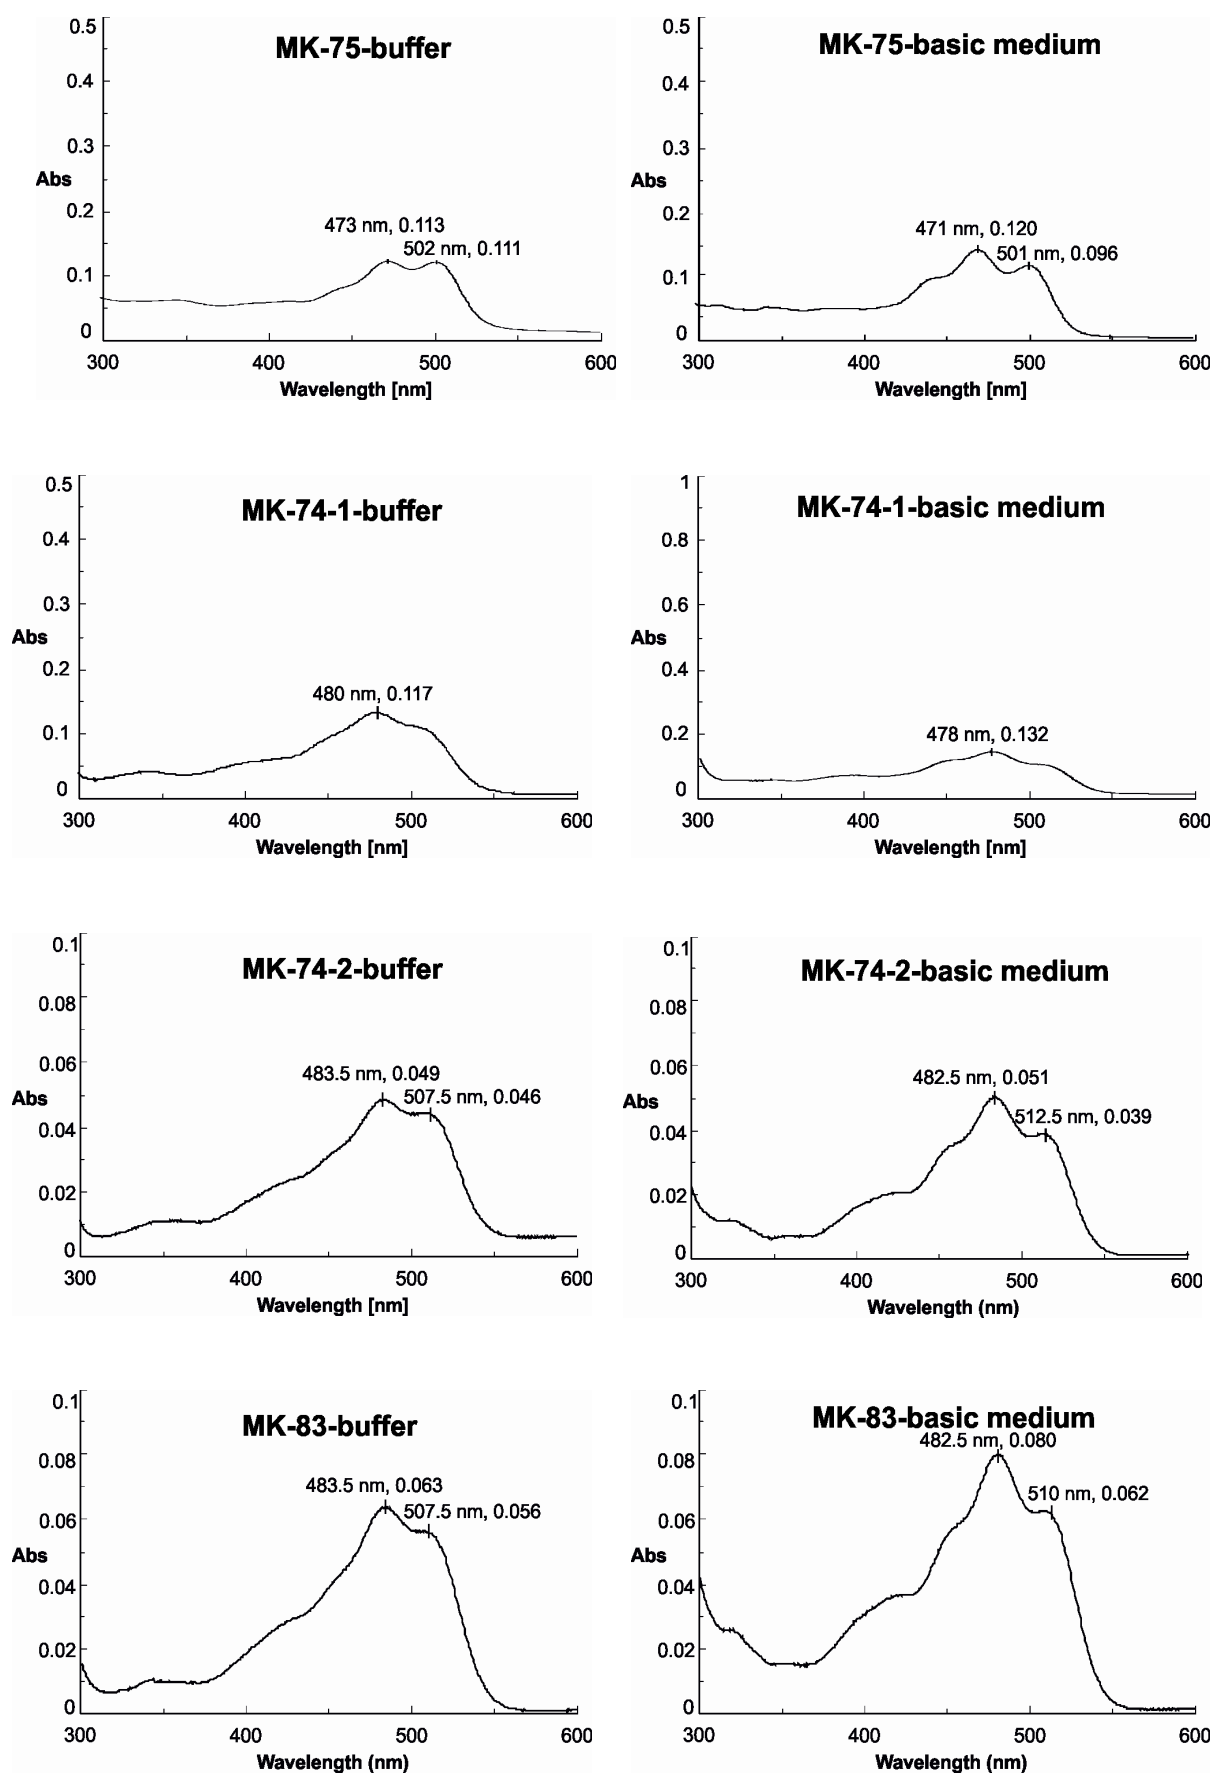 MK-75-buffer
0.5
0.4
0.3
Abs
0.2
0.1
0
473 nm, 0.113
502 nm, 0.111
300
400
500
600
Wavelength [nm]
MK-75-basic medium
0.5
0.4
0.3
Abs
0.2
0.1
0
471 nm, 0.120
501 nm, 0.096
300
400
500
600
Wavelength [nm]
MK-74-1-buffer
0.5
0.4
0.3
Abs
0.2
0.1
0
480 nm, 0.117
300
400
500
600
Wavelength [nm]
MK-74-1-basic medium
1
0.8
0.6
Abs
0.4
0.2
0
478 nm, 0.132
300
400
500
600
Wavelength [nm]
MK-74-2-buffer
0.1
0.08
0.06
Abs
0.04
0.02
0
483.5 nm, 0.049
507.5 nm, 0.046
300
400
500
600
Wavelength [nm]
MK-74-2-basic medium
0.1
0.08
0.06
Abs
0.04
0.02
0
482.5 nm, 0.051
512.5 nm, 0.039
300
400
500
600
Wavelength (nm)
MK-83-buffer
0.1
0.08
0.06
Abs
0.04
0.02
0
483.5 nm, 0.063
507.5 nm, 0.056
300
400
500
600
Wavelength (nm)
MK-83-basic medium
0.1
0.08
0.06
Abs
0.04
0.02
0
482.5 nm, 0.080
510 nm, 0.062
300
400
500
600
Wavelength (nm)